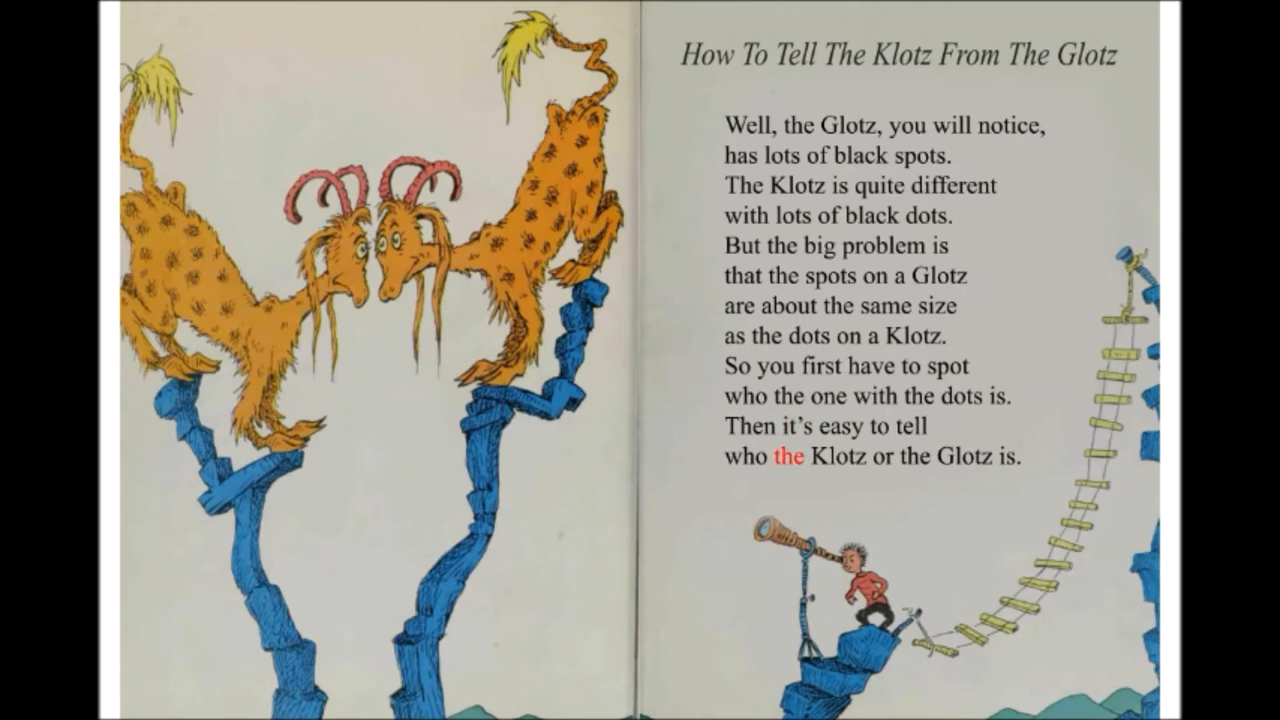 How To Tell The Klotz From The Glotz
Well, the Glotz, you will notice,
has lots of black spots.
The Klotz is quite different
with lots of black dots.
But the big problem is
that the spots on a Glotz
are about the same size
as the dots on a Klotz.
So you first have to spot
who the one with the dots is.
Then it’s easy to tell
who the Klotz or the Glotz is.